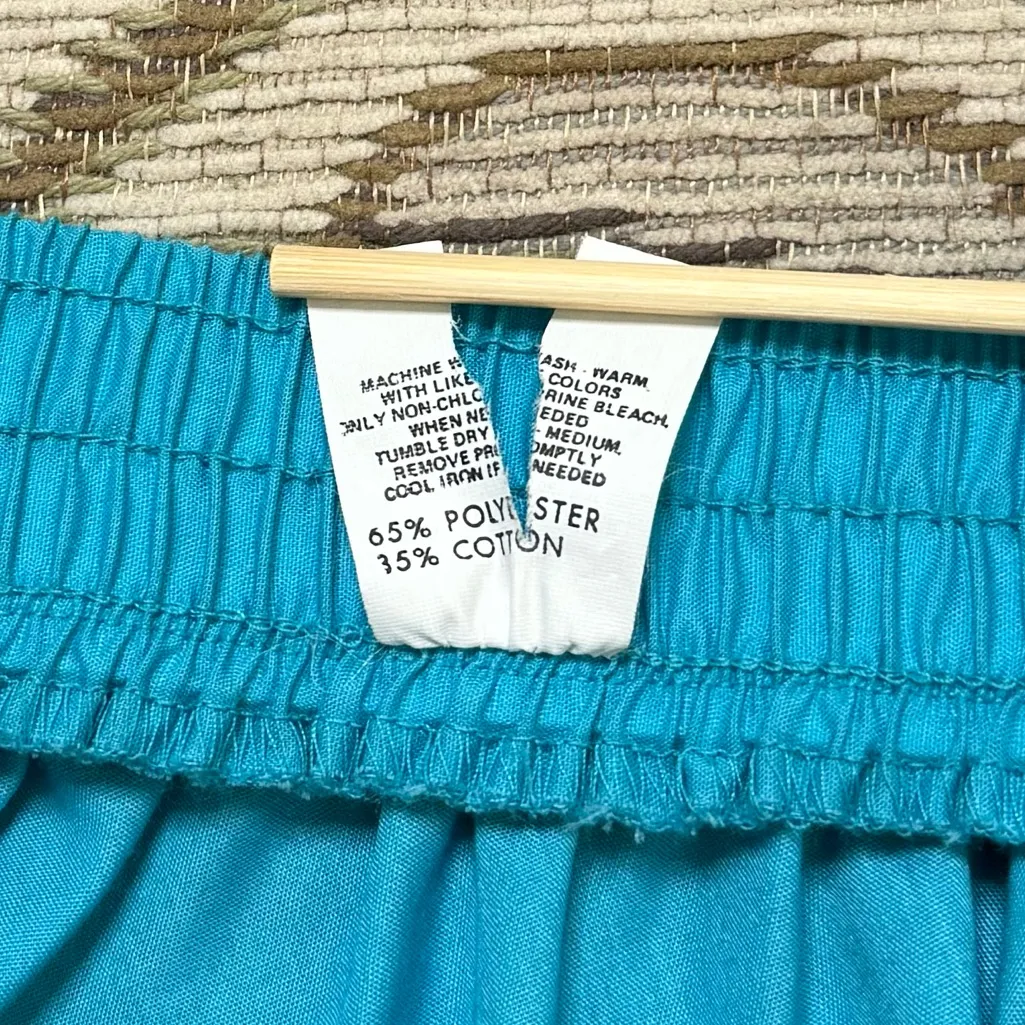 MACHINE WASH - WARM
WITH LIKE COLORS
ONLY NON-CHLORINE BLEACH.
WHEN NEEDED
TUMBLE DRY - MEDIUM.
REMOVE PROMPTLY
COOL IRON IF NEEDED
65% POLYESTER
35% COTTON